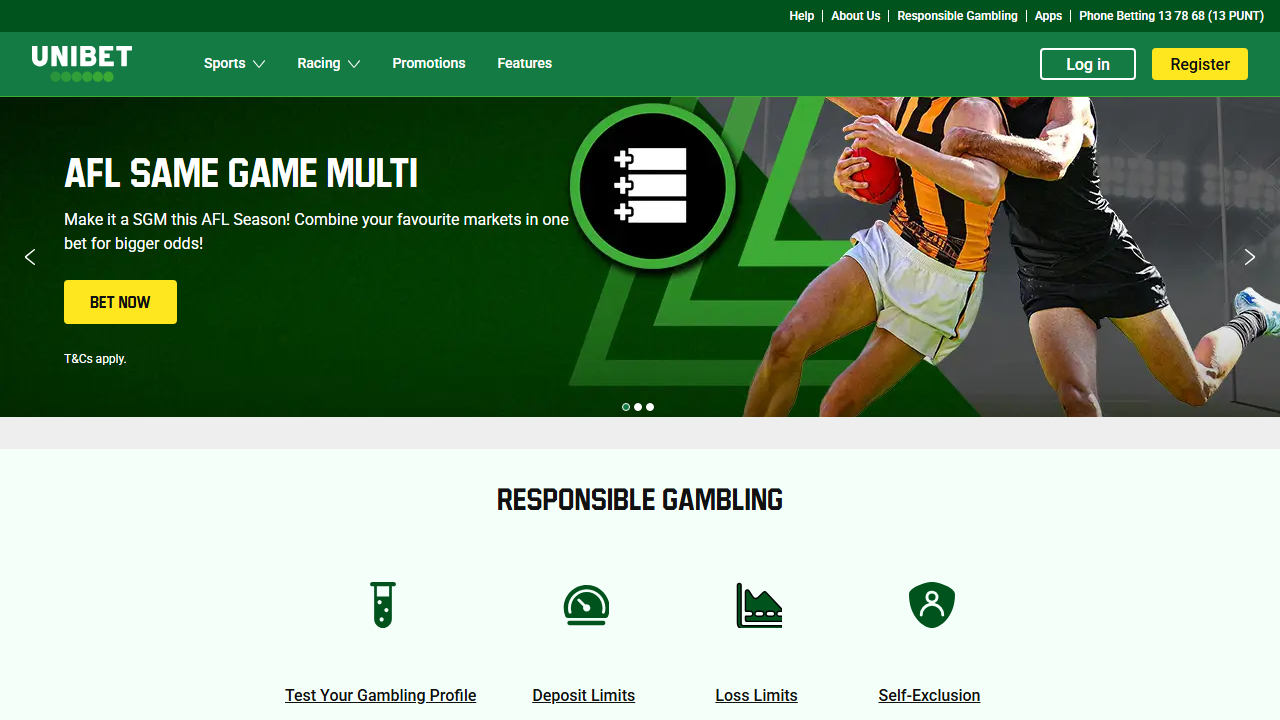 Help
About Us
Responsible Gambling
Apps
Phone Betting 13 78 68 (13 PUNT)
UNIBET
Sports
Racing
Promotions
Features
Log in
Register
AFL SAME GAME MULTI
Make it a SGM this AFL Season! Combine your favourite markets in one
bet for bigger odds!
BET NOW
T&Cs apply.
RESPONSIBLE GAMBLING
Test Your Gambling Profile
Deposit Limits
Loss Limits
Self-Exclusion